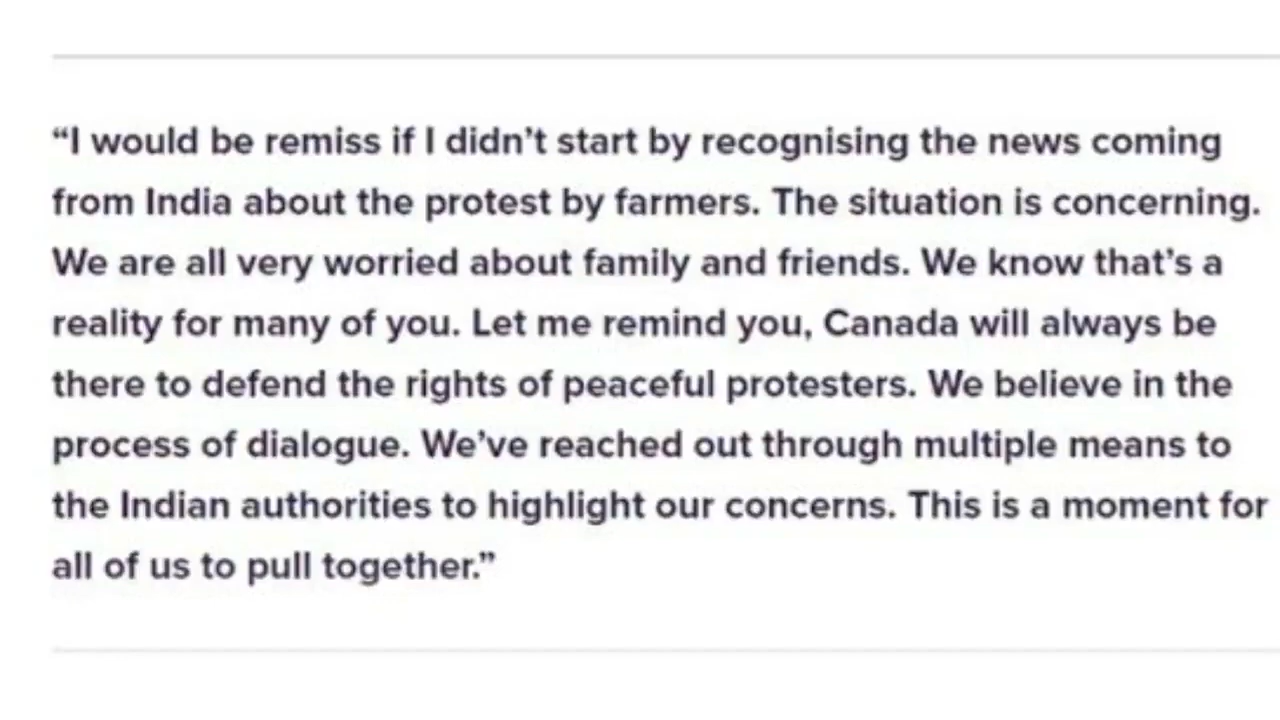 “I would be remiss if I didn’t start by recognising the news coming
from India about the protest by farmers. The situation is concerning.
We are all very worried about family and friends. We know that’s a
reality for many of you. Let me remind you, Canada will always be
there to defend the rights of peaceful protesters. We believe in the
process of dialogue. We’ve reached out through multiple means to
the Indian authorities to highlight our concerns. This is a moment for
all of us to pull together.”